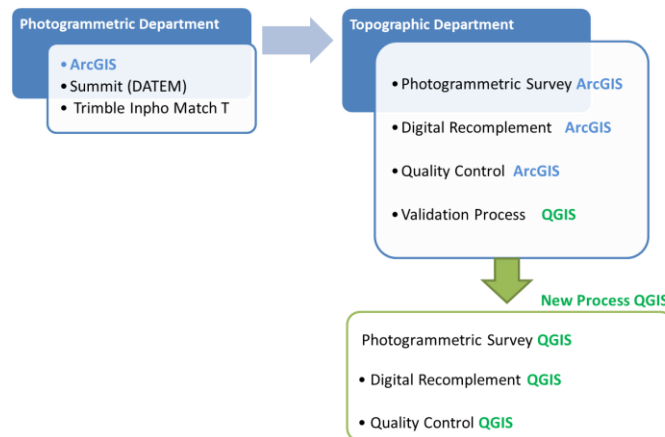 Photogrammetric Department
• ArcGIS
• Summit (DATEM)
• Trimble Inpho Match T
Topographic Department
• Photogrammetric Survey ArcGIS
• Digital Recomplement ArcGIS
• Quality Control ArcGIS
• Validation Process QGIS
New Process QGIS
Photogrammetric Survey QGIS
• Digital Recomplement QGIS
• Quality Control QGIS